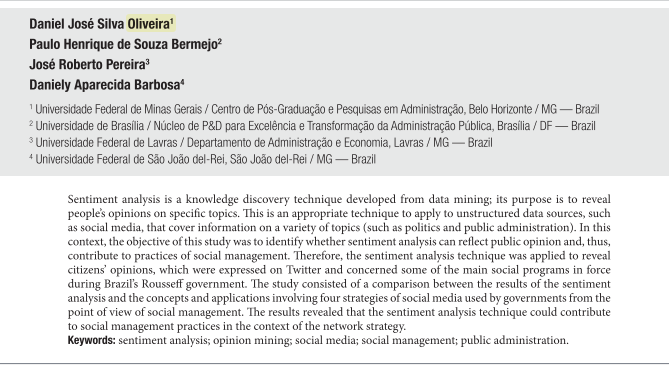 Daniel José Silva Oliveira¹
Paulo Henrique de Souza Bermejo²
José Roberto Pereira³
Daniely Aparecida Barbosa⁴
¹ Universidade Federal de Minas Gerais / Centro de Pós-Graduação e Pesquisas em Administração, Belo Horizonte / MG — Brazil
² Universidade de Brasília / Núcleo de P&D para Excelência e Transformação da Administração Pública, Brasília / DF — Brazil
³ Universidade Federal de Lavras / Departamento de Administração e Economia, Lavras / MG — Brazil
⁴ Universidade Federal de São João del-Rei, São João del-Rei / MG — Brazil
Sentiment analysis is a knowledge discovery technique developed from data mining; its purpose is to reveal
people's opinions on specific topics. This is an appropriate technique to apply to unstructured data sources, such
as social media, that cover information on a variety of topics (such as politics and public administration). In this
context, the objective of this study was to identify whether sentiment analysis can reflect public opinion and, thus,
contribute to practices of social management. Therefore, the sentiment analysis technique was applied to reveal
citizens' opinions, which were expressed on Twitter and concerned some of the main social programs in force
during Brazil's Rousseff government. The study consisted of a comparison between the results of the sentiment
analysis and the concepts and applications involving four strategies of social media used by governments from the
point of view of social management. The results revealed that the sentiment analysis technique could contribute
to social management practices in the context of the network strategy.
Keywords: sentiment analysis; opinion mining; social media; social management; public administration.